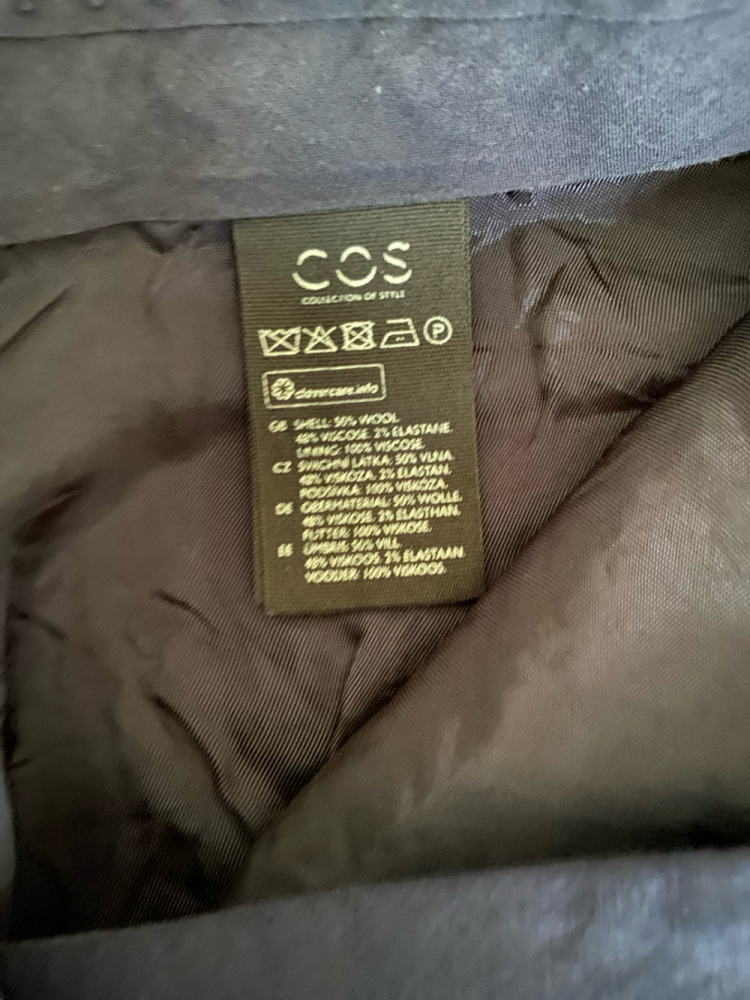 COS
COLLECTION OF STYLE
P
clevercare.info
GB SHELL: 50% WOOL
48% VISCOSE. 2% ELASTANE.
LINING: 100% VISCOSE.
CZ SVRCHNÍ LÁTKA: 50% VLNA.
48% VISKÓZA. 2% ELASTAN.
PODŠÍVKA: 100% VISKÓZA.
DE OBERMATERIAL: 50% WOLLE.
48% VISKOSE. 2% ELASTHAN.
FUTTER: 100% VISKOSE.
EE 50% VILL.
48% VISKOOS. 2% ELASTAAN.
VOODER: 100% VISKOOS.